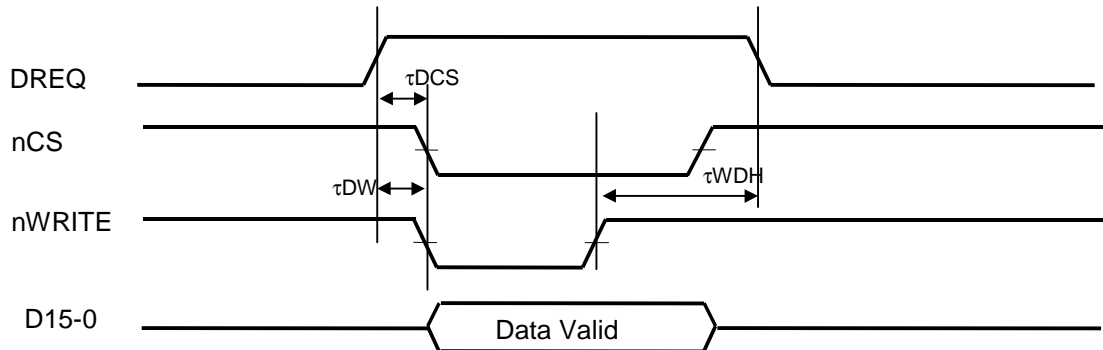 DREQ
τDCS
nCS
τDW
τWDH
nWRITE
D15-0
Data Valid